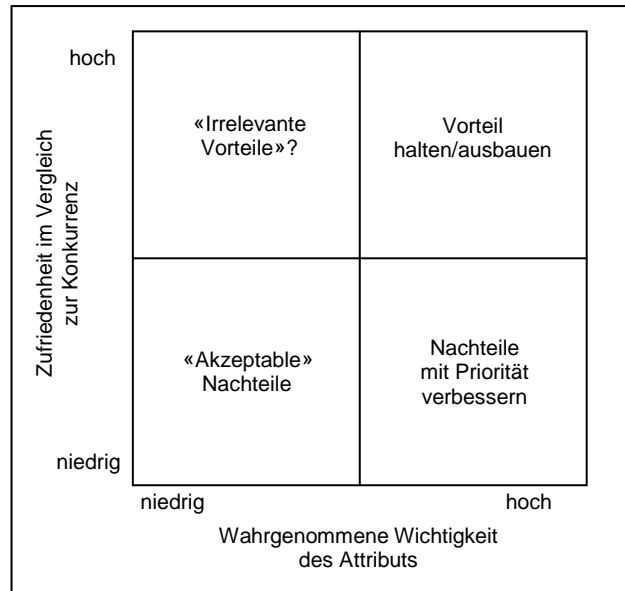 hoch
«Irrelevante
Vorteile»?
Vorteil
halten/ausbauen
Zufriedenheit im Vergleich
zur Konkurrenz
«Akzeptable»
Nachteile
Nachteile
mit Priorität
verbessern
niedrig
niedrig
hoch
Wahrgenommene Wichtigkeit
des Attributs